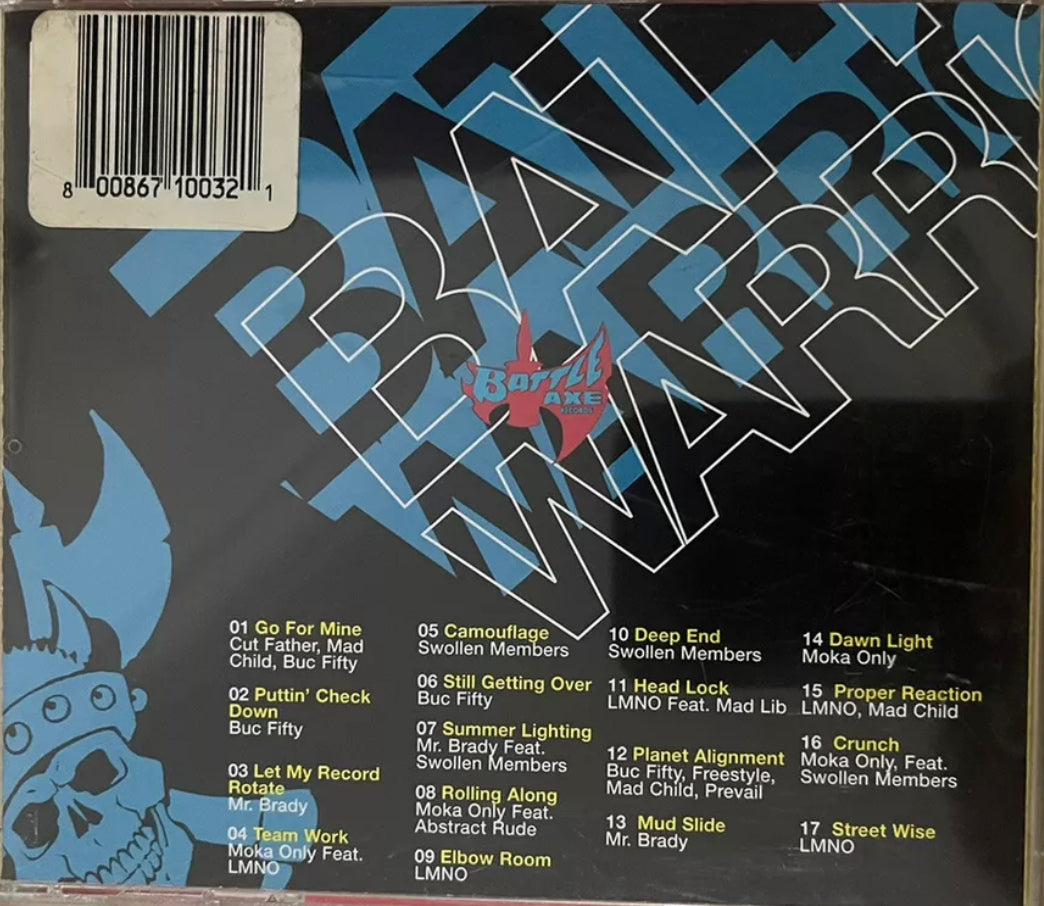 8 00867 10032 1
BATTLE
AXE
RECORDS
BAT
WARR
01 Go For Mine
Cut Father, Mad
Child, Buc Fifty
02 Puttin' Check
Down
Buc Fifty
03 Let My Record
Rotate
Mr. Brady
04 Team Work
Moka Only Feat.
LMNO
05 Camouflage
Swollen Members
06 Still Getting Over
Buc Fifty
07 Summer Lighting
Mr. Brady Feat.
Swollen Members
08 Rolling Along
Moka Only Feat.
Abstract Rude
09 Elbow Room
LMNO
10 Deep End
Swollen Members
11 Head Lock
LMNO Feat. Mad Lib
12 Planet Alignment
Buc Fifty, Freestyle,
Mad Child, Prevail
13 Mud Slide
Mr. Brady
14 Dawn Light
Moka Only
15 Proper Reaction
LMNO, Mad Child
16 Crunch
Moka Only, Feat.
Swollen Members
17 Street Wise
LMNO